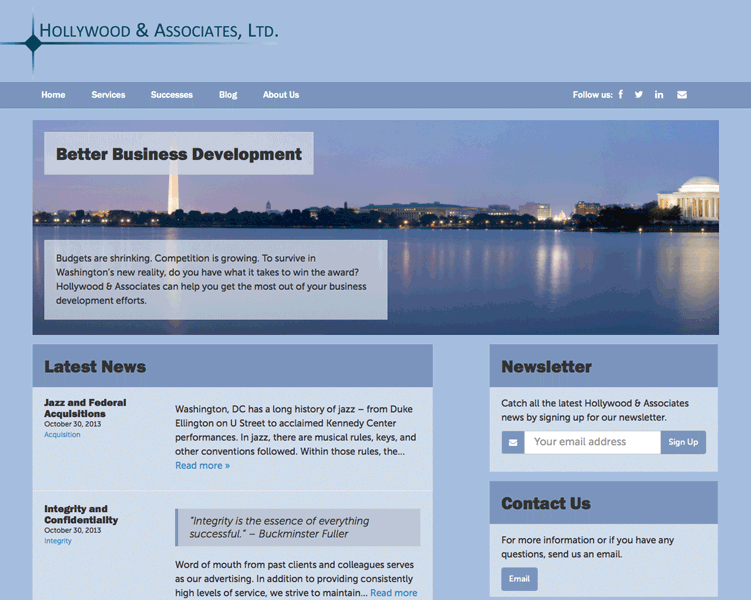 HOLLYWOOD & ASSOCIATES, LTD.
Home Services Successes Blog About Us Follow us:
Better Business Development
Budgets are shrinking. Competition is growing. To survive in
Washington's new reality, do you have what it takes to win the award?
Hollywood & Associates can help you get the most out of your business
development efforts.
Latest News
Jazz and Federal
Acquisitions
October 30, 2013
Acquisition
Washington, DC has a long history of jazz – from Duke
Ellington on U Street to acclaimed Kennedy Center
performances. In jazz, there are musical rules, keys, and
other conventions followed. Within those rules, the...
Read more »
Integrity and
Confidentiality
October 30, 2013
Integrity
"Integrity is the essence of everything
successful." – Buckminster Fuller
Word of mouth from past clients and colleagues serves
as our advertising. In addition to providing consistently
high levels of service, we strive to maintain... Read more
Newsletter
Catch all the latest Hollywood & Associates
news by signing up for our newsletter.
Your email address Sign Up
Contact Us
For more information or if you have any
questions, send us an email.
Email